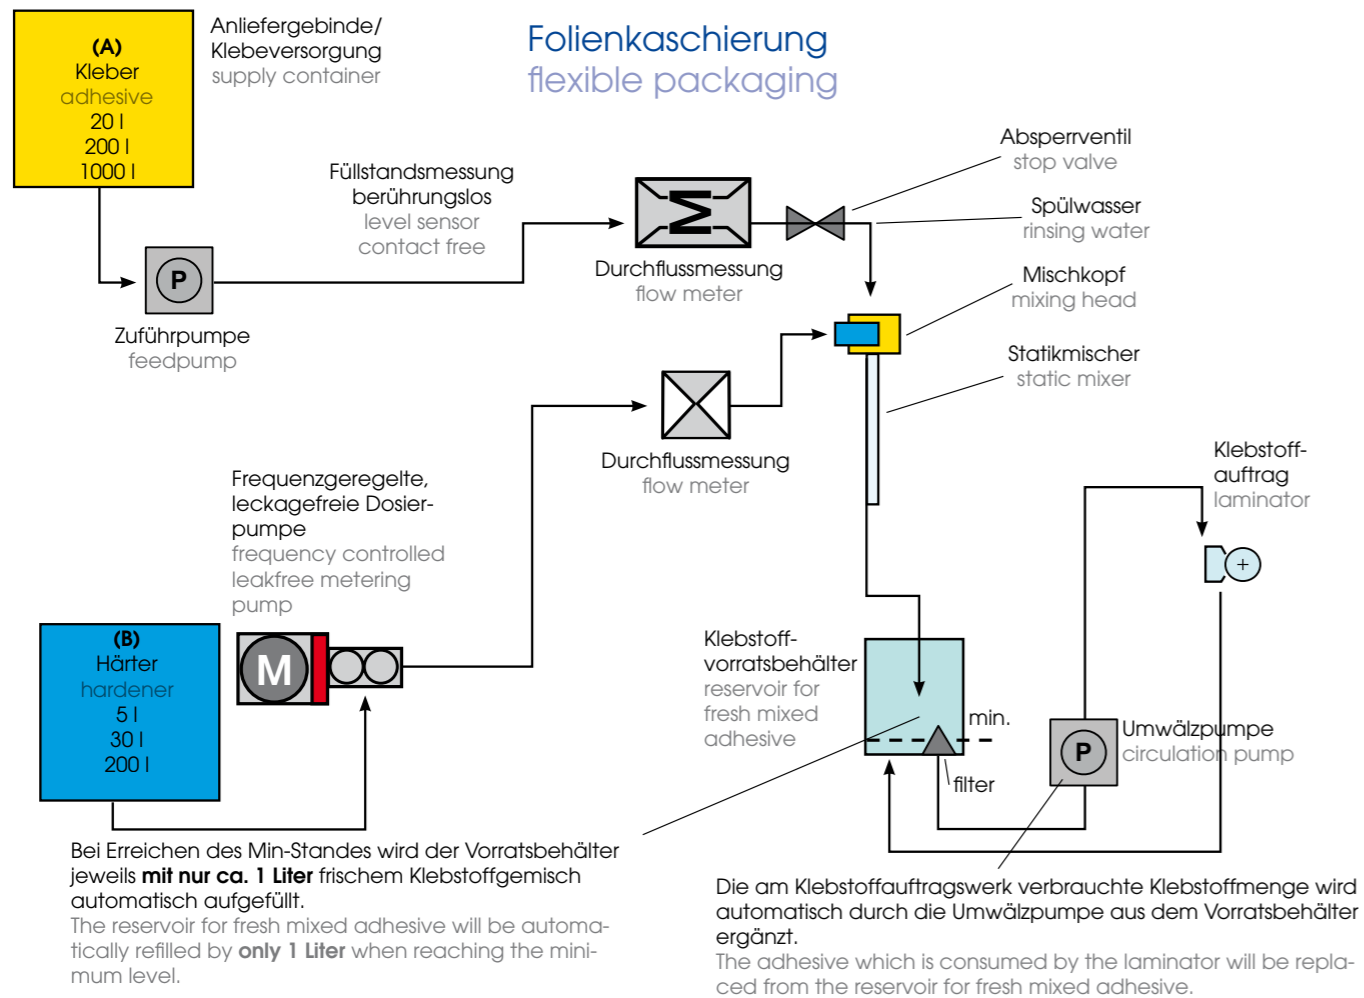 Folienkaschierung
flexible packaging
(A)
Kleber
adhesive
20 l
200 l
1000 l
Anliefergebinde/
Klebeversorgung
supply container
P
Zuführpumpe
feedpump
Füllstandsmessung
berührungslos
level sensor
contact free
M
Durchflussmessung
flow meter
Absperrventil
stop valve
Spülwasser
rinsing water
Mischkopf
mixing head
Statikmischer
static mixer
Durchflussmessung
flow meter
Frequenzgeregelte,
leckagefreie Dosier-
pumpe
frequency controlled
leakfree metering
pump
M
(B)
Härter
hardener
5 l
30 l
200 l
Klebstoff-
auftrag
laminator
+
Klebstoff-
vorratsbehälter
reservoir for
fresh mixed
adhesive
min.
filter
P
Umwälzpumpe
circulation pump
Bei Erreichen des Min-Standes wird der Vorratsbehälter
jeweils mit nur ca. 1 Liter frischem Klebstoffgemisch
automatisch aufgefüllt.
The reservoir for fresh mixed adhesive will be automa-
tically refilled by only 1 Liter when reaching the mini-
mum level.
Die am Klebstoffauftragswerk verbrauchte Klebstoffmenge wird
automatisch durch die Umwälzpumpe aus dem Vorratsbehälter
ergänzt.
The adhesive which is consumed by the laminator will be repla-
ced from the reservoir for fresh mixed adhesive.